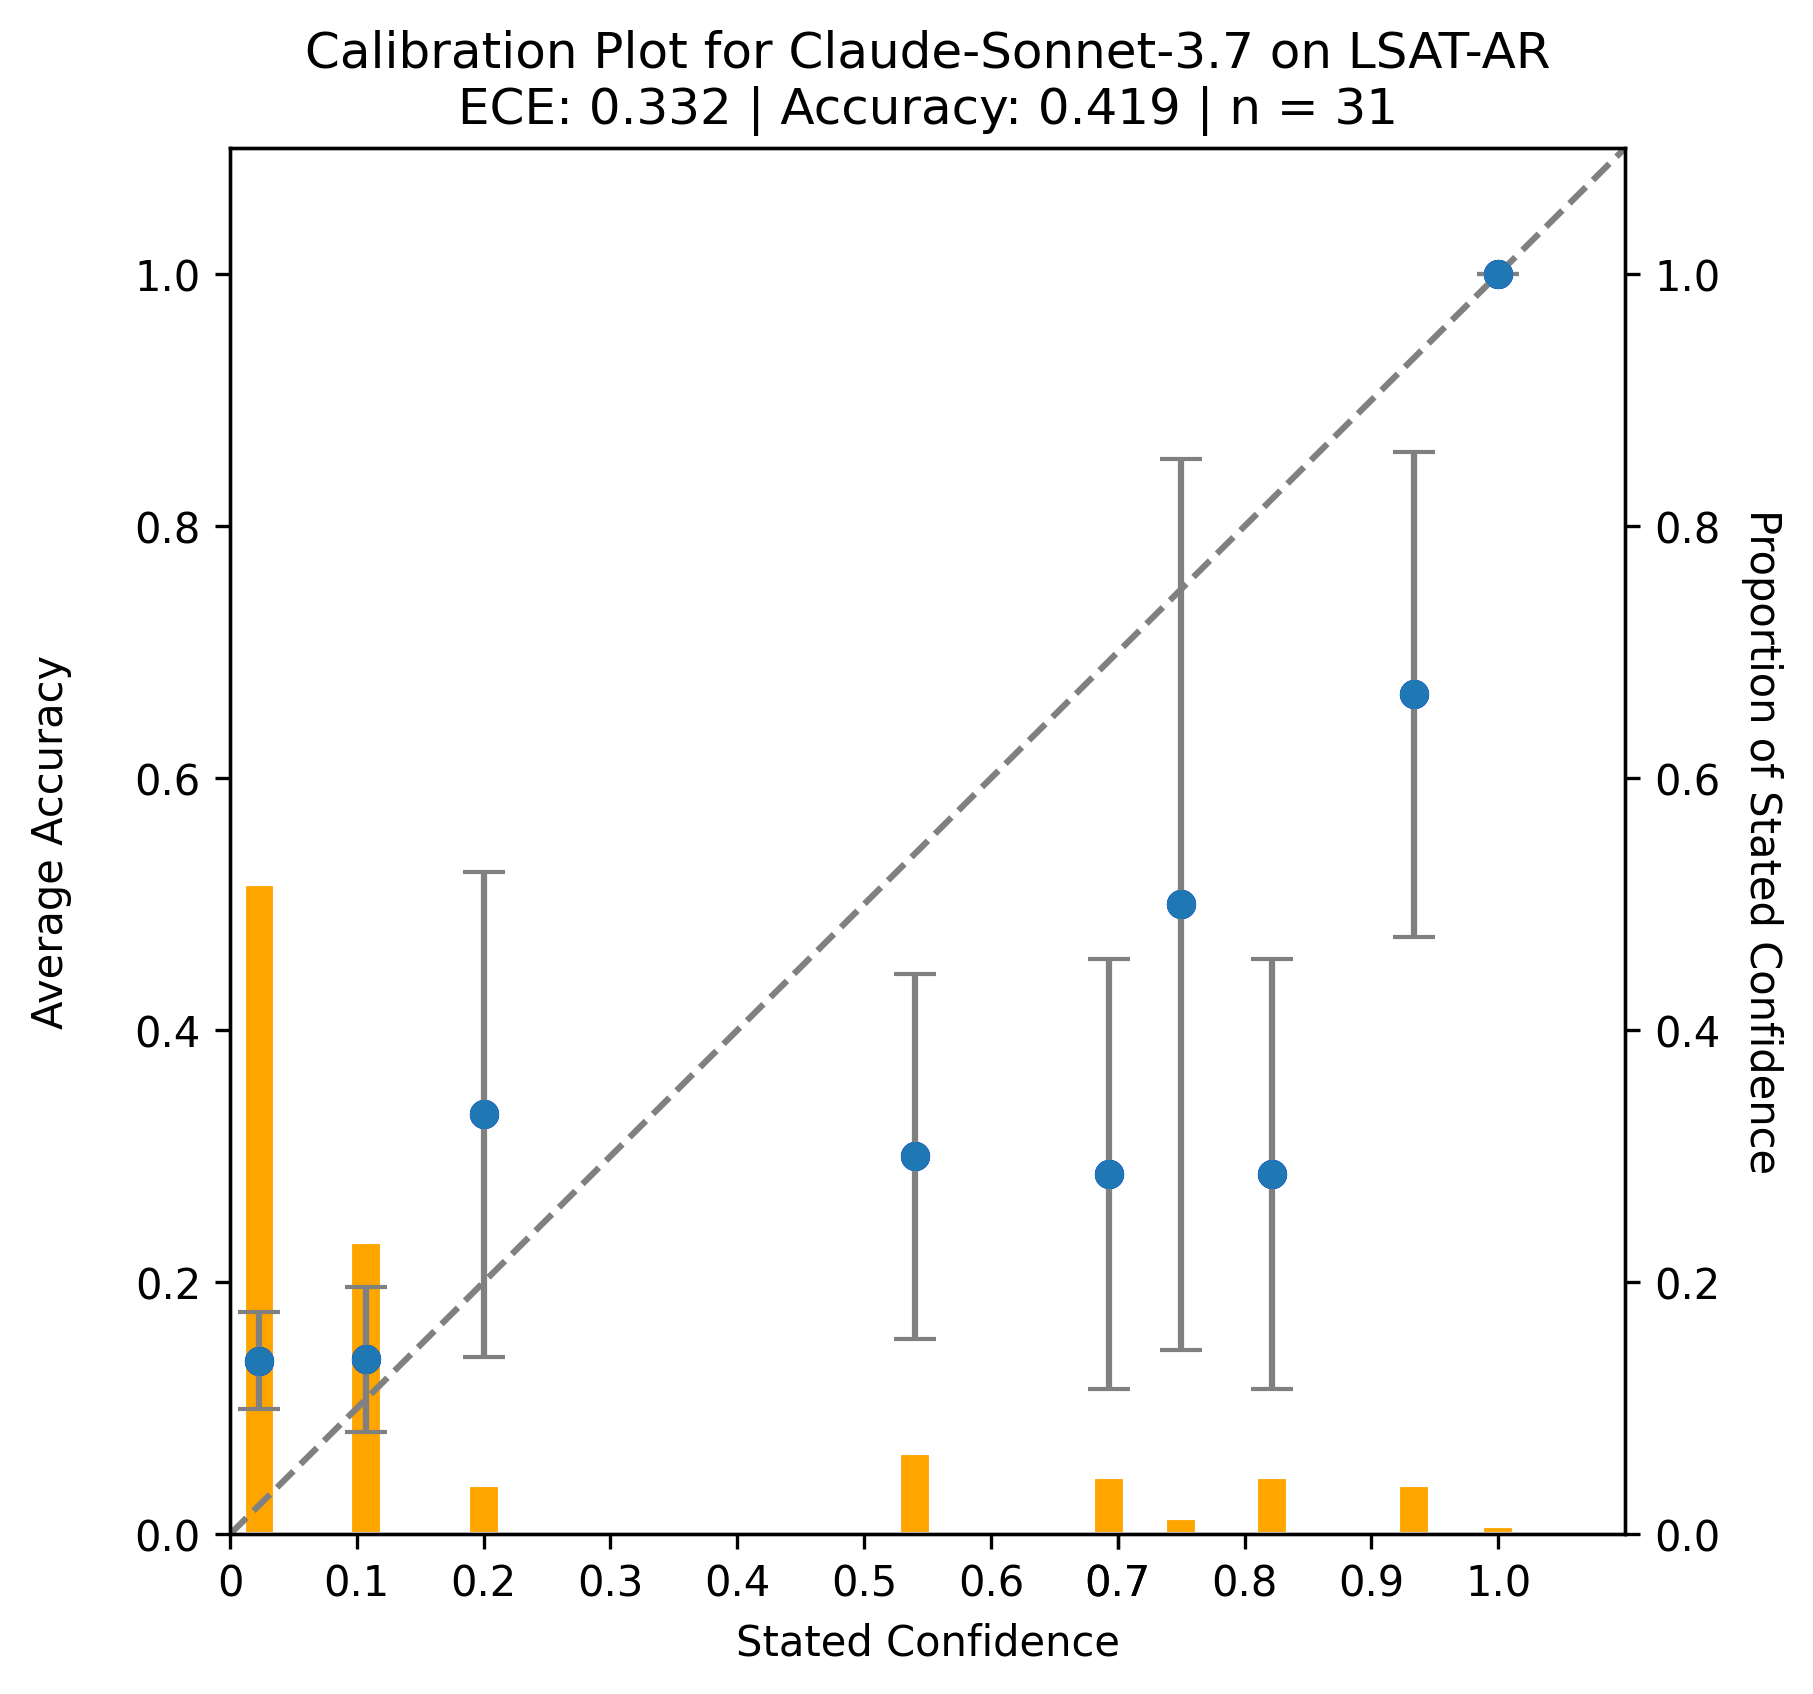 Calibration Plot for Claude-Sonnet-3.7 on LSAT-AR
ECE: 0.332 | Accuracy: 0.419 | n = 31
Average Accuracy
1.0
0.8
0.6
0.4
0.2
0.0
1.0
0.8
0.6
0.4
0.2
0.0
Proportion of Stated Confidence
0 0.1 0.2 0.3 0.4 0.5 0.6 0.7 0.8 0.9 1.0
Stated Confidence